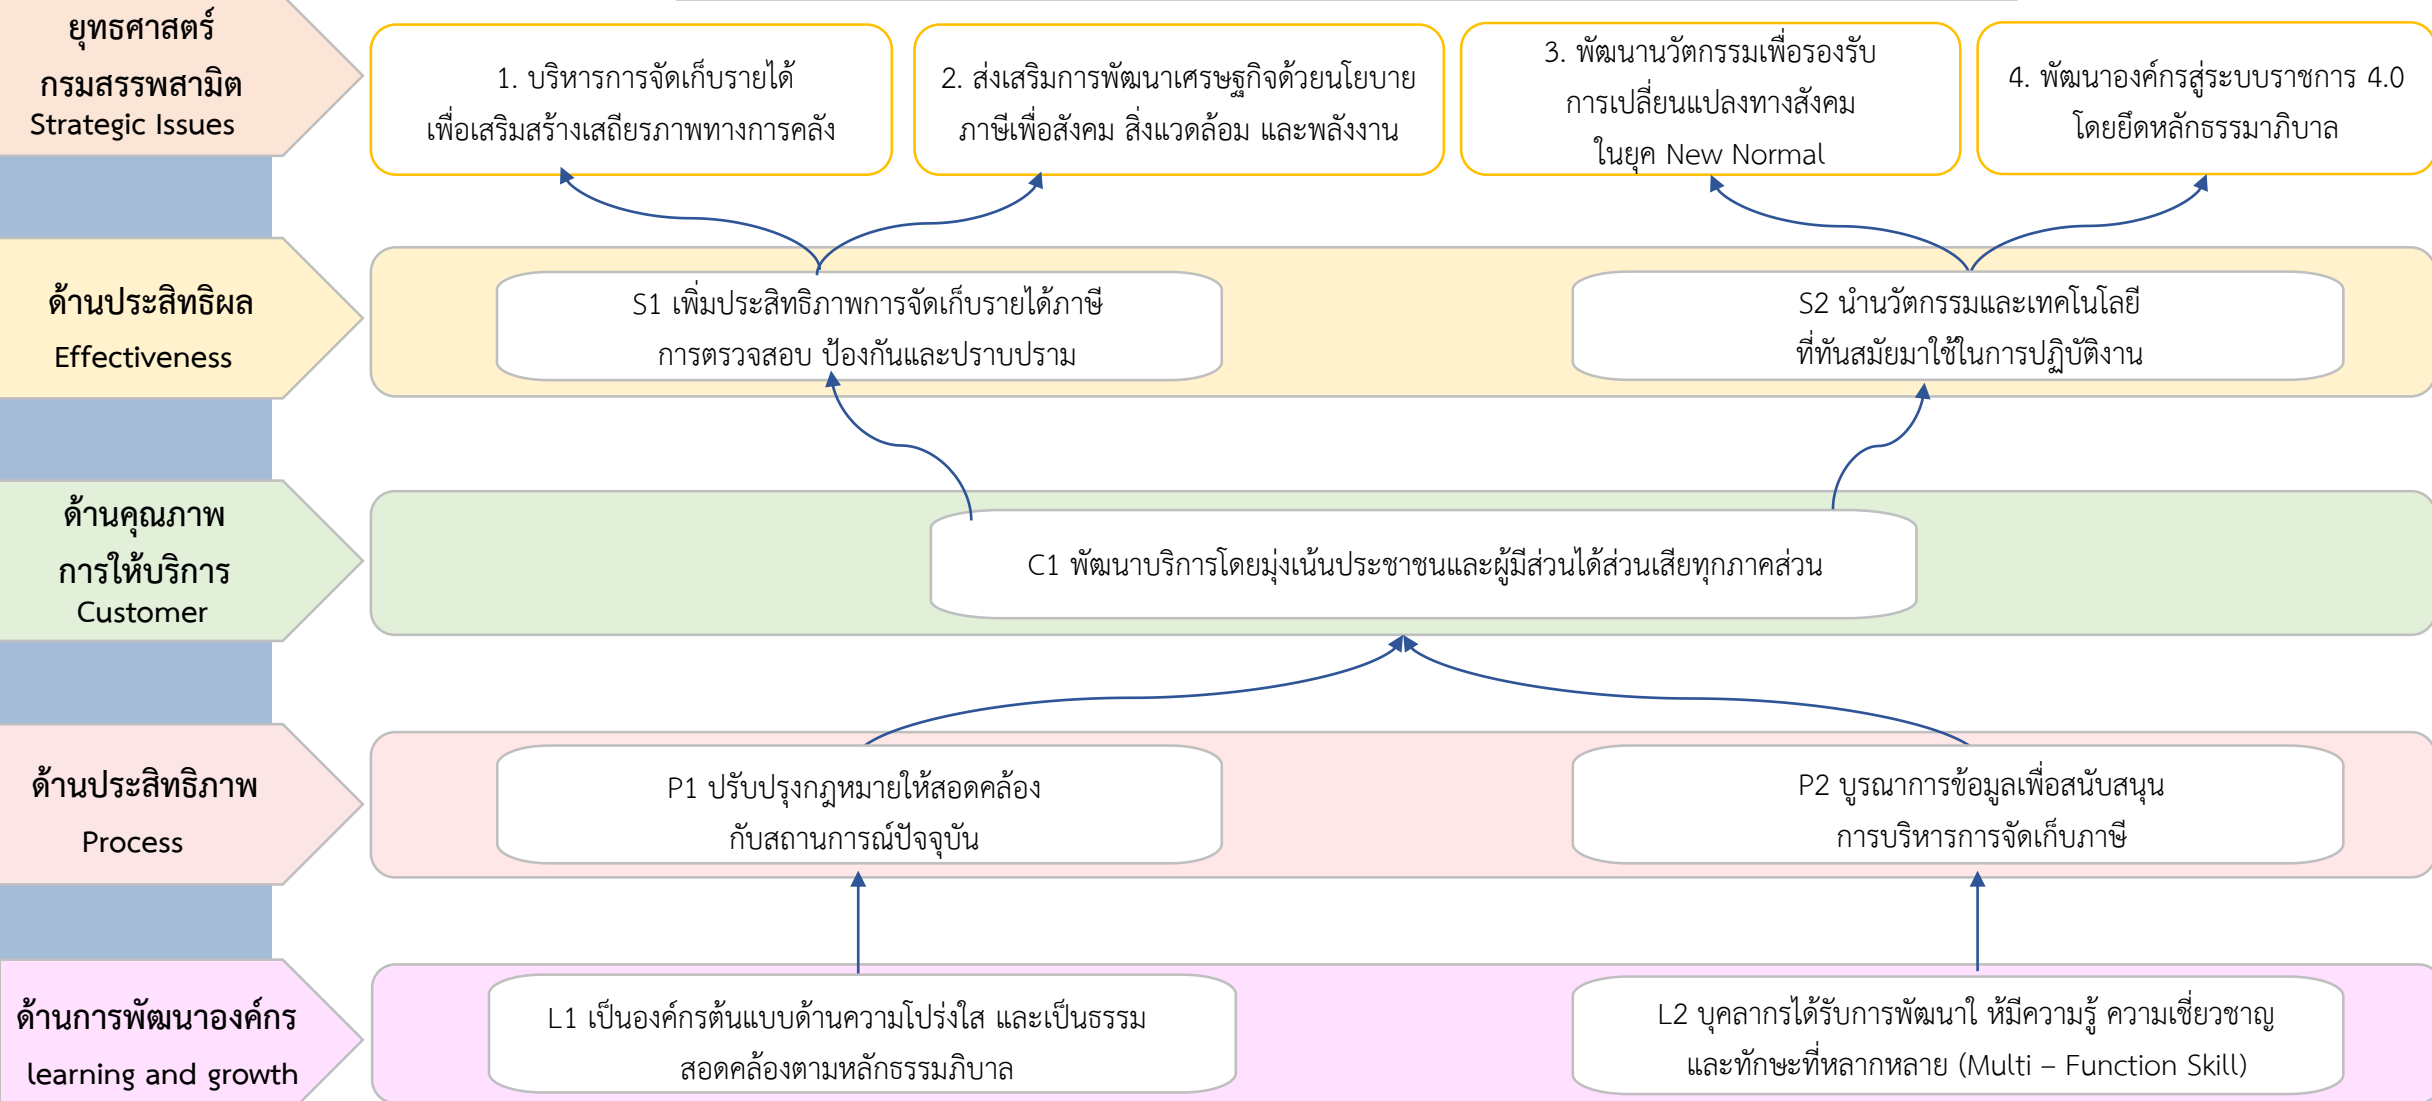 ยุทธศาสตร์
กรมสรรพสามิต
Strategic Issues
1. บริหารการจัดเก็บรายได้
เพื่อเสริมสร้างเสถียรภาพทางการคลัง
2. ส่งเสริมการพัฒนาเศรษฐกิจด้วยนโยบาย
ภาษีเพื่อสังคม สิ่งแวดล้อม และพลังงาน
3. พัฒนานวัตกรรมเพื่อรองรับ
การเปลี่ยนแปลงทางสังคม
ในยุค New Normal
4. พัฒนาองค์กรสู่ระบบราชการ 4.0
โดยยึดหลักธรรมาภิบาล
ด้านประสิทธิผล
Effectiveness
S1 เพิ่มประสิทธิภาพการจัดเก็บรายได้ภาษี
การตรวจสอบ ป้องกันและปราบปราม
S2 นำนวัตกรรมและเทคโนโลยี
ที่ทันสมัยมาใช้ในการปฏิบัติงาน
ด้านคุณภาพ
การให้บริการ
Customer
C1 พัฒนาบริการโดยมุ่งเน้นประชาชนและผู้มีส่วนได้ส่วนเสียทุกภาคส่วน
ด้านประสิทธิภาพ
Process
P1 ปรับปรุงกฎหมายให้สอดคล้อง
กับสถานการณ์ปัจจุบัน
P2 บูรณาการข้อมูลเพื่อสนับสนุน
การบริหารการจัดเก็บภาษี
ด้านการพัฒนาองค์กร
learning and growth
L1 เป็นองค์กรต้นแบบด้านความโปร่งใส และเป็นธรรม
สอดคล้องตามหลักธรรมภิบาล
L2 บุคลากรได้รับการพัฒนาใ ห้มีความรู้ ความเชี่ยวชาญ
และทักษะที่หลากหลาย (Multi – Function Skill)